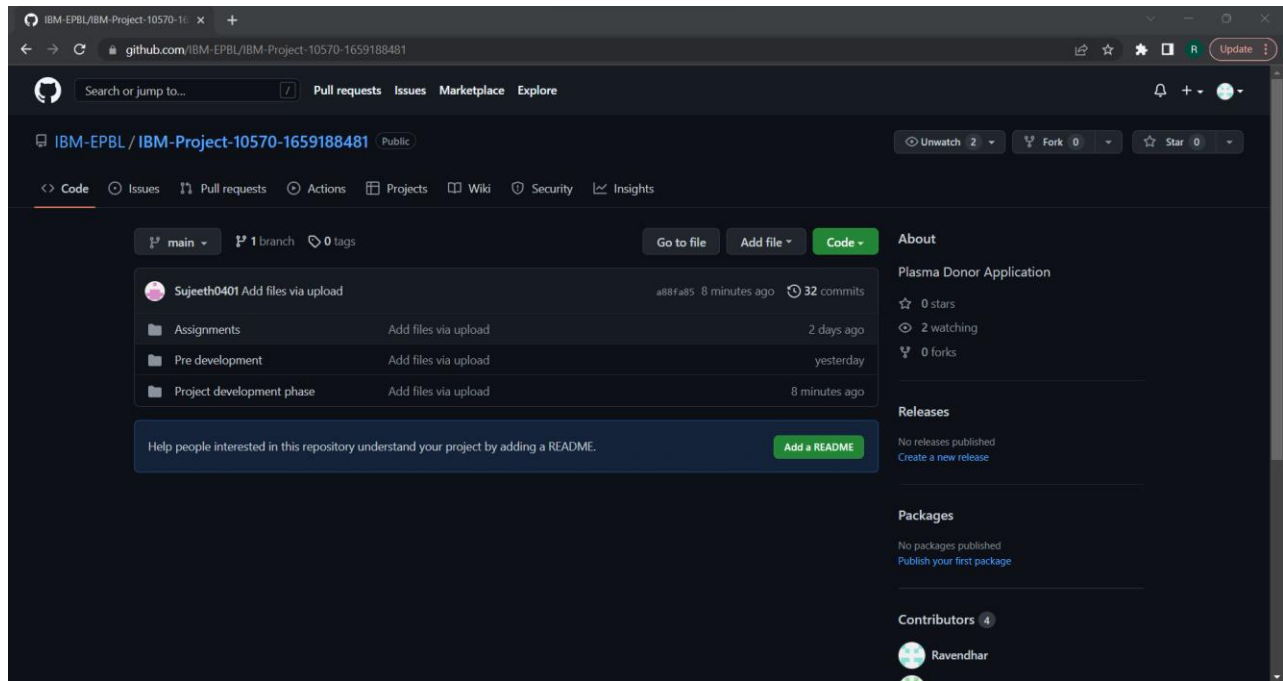 IBM-EPBL/IBM-Project-10570-16
github.com/IBM-EPBL/IBM-Project-10570-1659188481
R Update
Search or jump to... / Pull requests Issues Marketplace Explore
IBM-EPBL / IBM-Project-10570-1659188481 Public Unwatch 2 Fork 0 Star 0
<> Code Issues Pull requests Actions Projects Wiki Security Insights
main 1 branch 0 tags Go to file Add file Code About
Plasma Donor Application
Sujeeth0401 Add files via upload a88fa85 8 minutes ago 32 commits
0 stars
Assignments Add files via upload 2 days ago
2 watching
Pre development Add files via upload yesterday
0 forks
Project development phase Add files via upload 8 minutes ago
Releases
Help people interested in this repository understand your project by adding a README. Add a README
No releases published
Create a new release
Packages
No packages published
Publish your first package
Contributors 4
Ravendhar